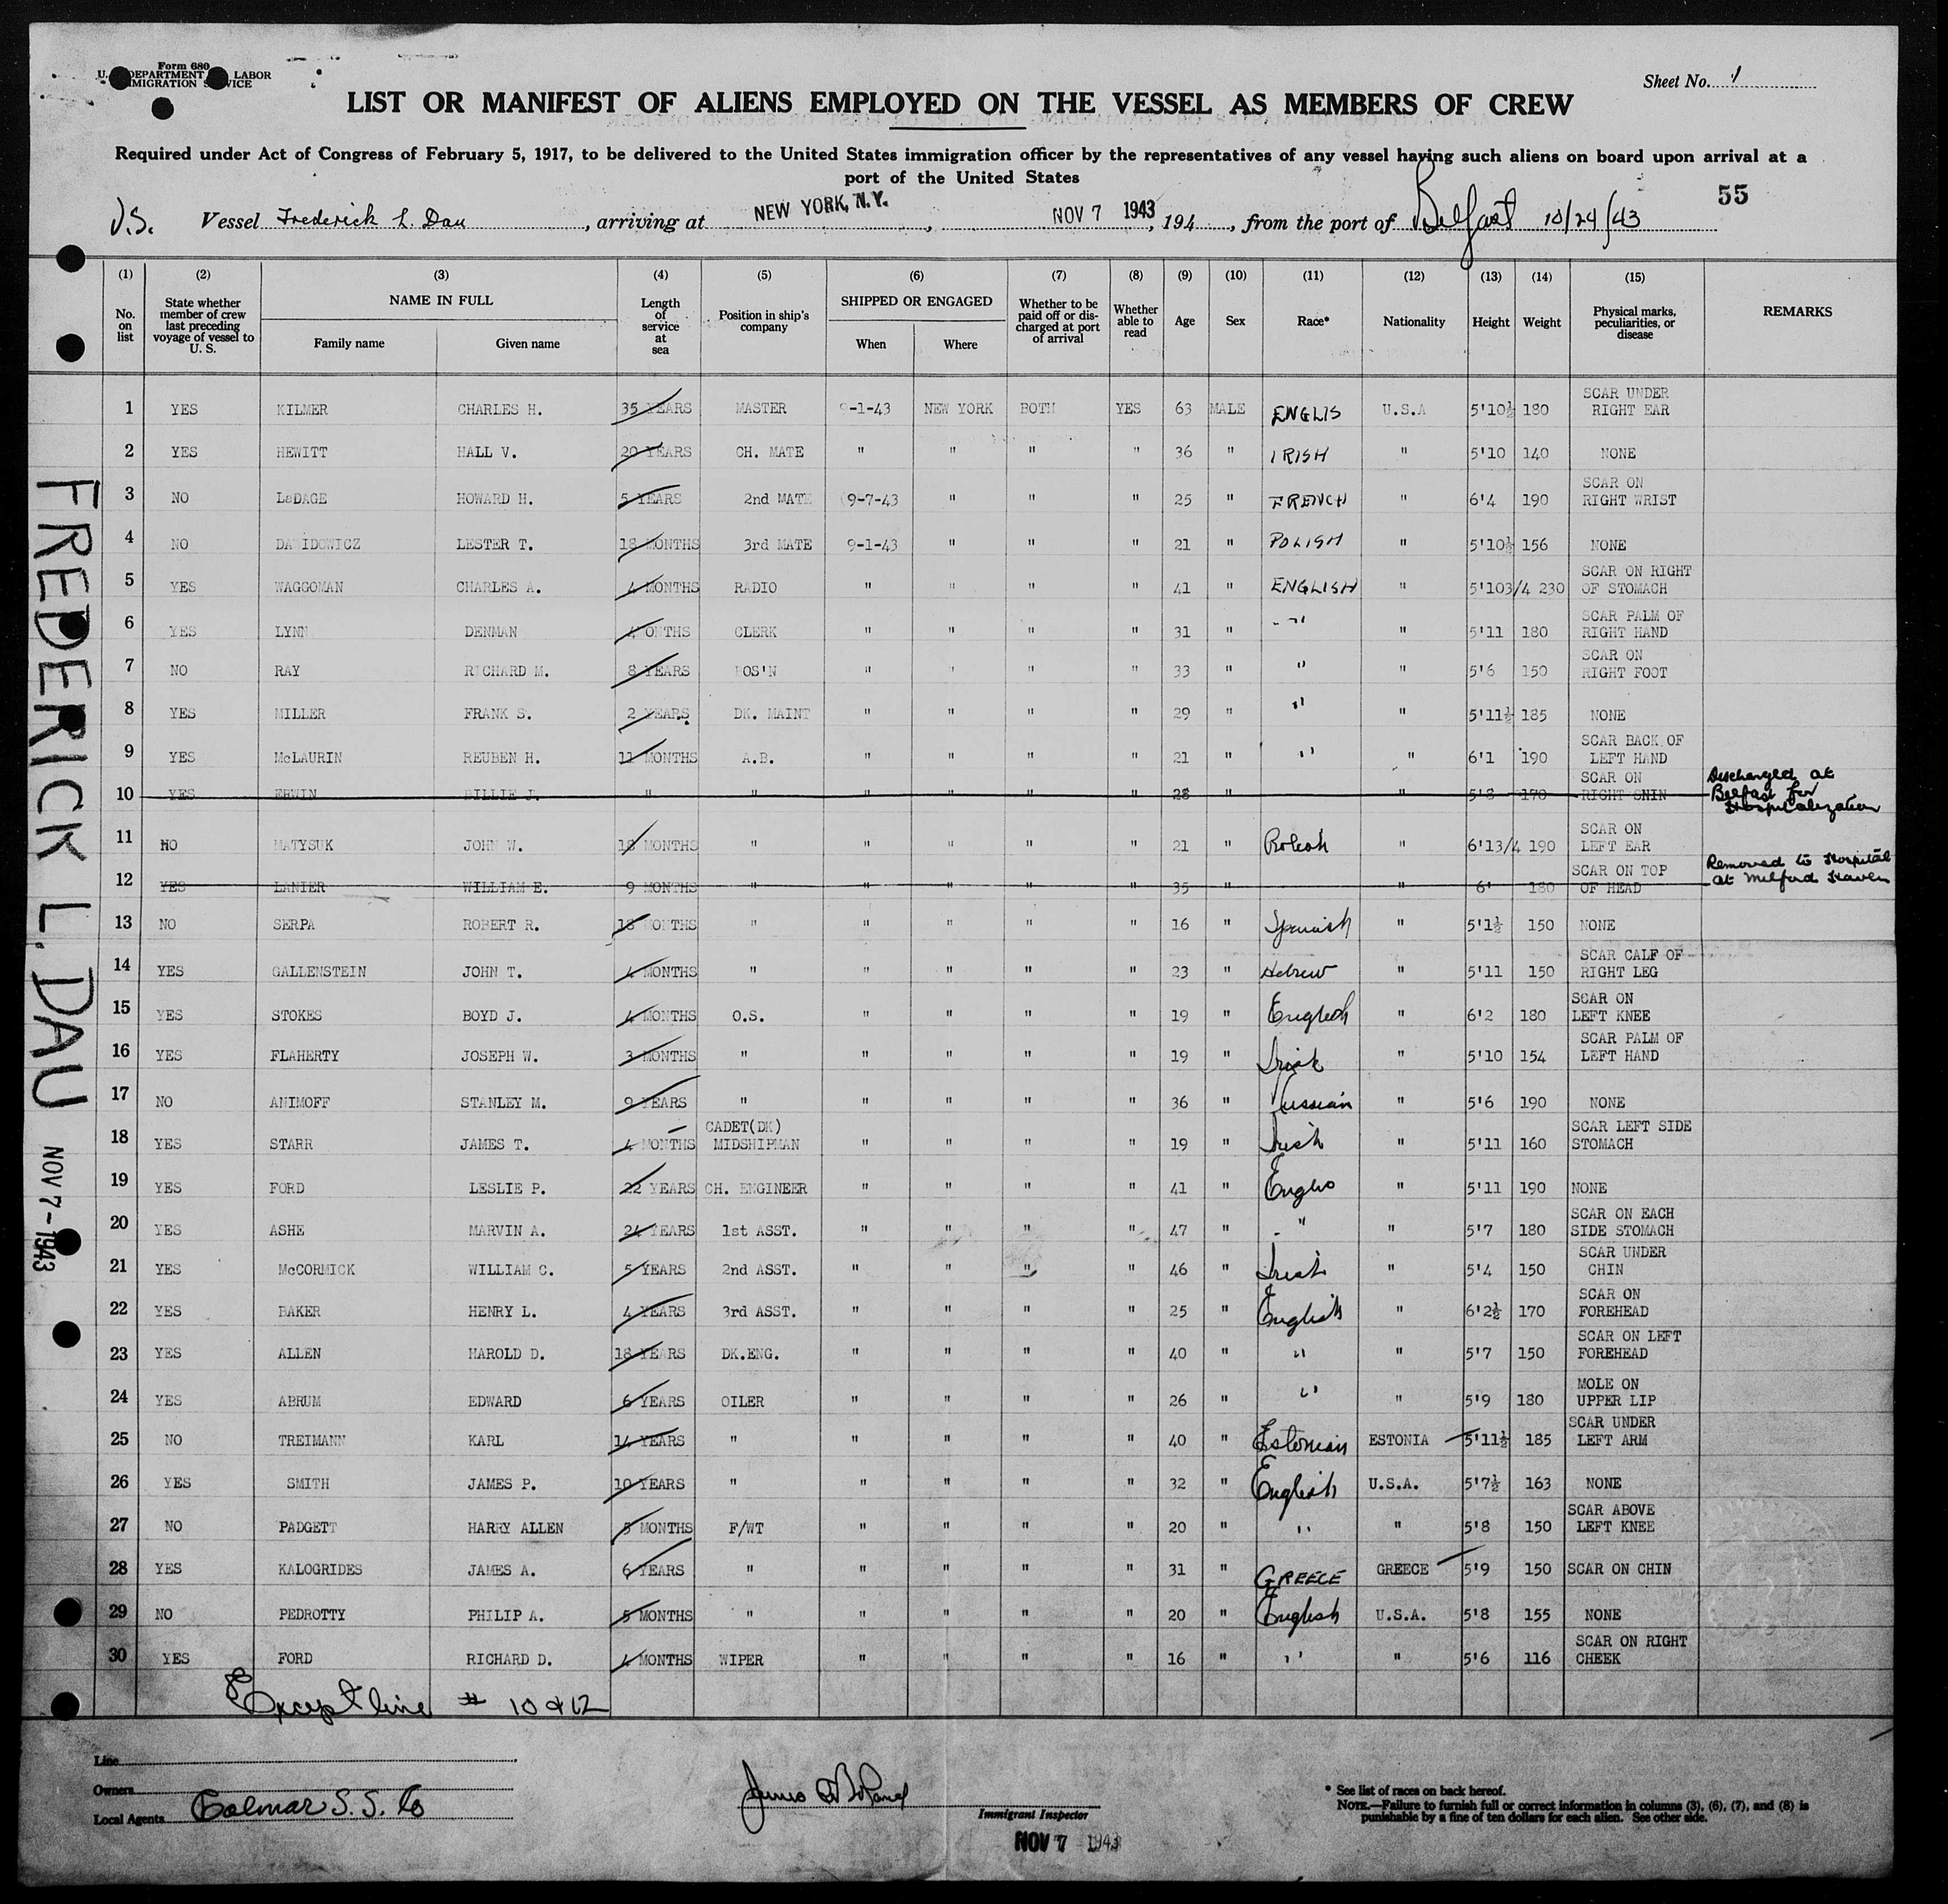 Form 680
U. DEPARTMENT LABOR
IMIGRATION S VICE
Sheet No. 1
LIST OR MANIFEST OF ALIENS EMPLOYED ON THE VESSEL AS MEMBERS OF CREW
Required under Act of Congress of February 5, 1917, to be delivered to the United States immigration officer by the representatives of any vessel having such aliens on board upon arrival at a
port of the United States
55
Vessel Frederick L. Dau, arriving at NEW YORK, N.Y., NOV 7 1943, 194, from the port of Belfast 10/24/43
(1) (2) (3) (4) (5) (6) (7) (8) (9) (10) (11) (12) (13) (14) (15)
No. on list State whether member of crew last preceding voyage of vessel to U. S. NAME IN FULL Family name Given name Length of service at sea Position in ship's company SHIPPED OR ENGAGED When Where Whether to be paid off or discharged at port of arrival Whether able to read Age Sex Race* Nationality Height Weight Physical marks, peculiarities, or disease REMARKS
1 YES KILMER CHARLES H. 35 YEARS MASTER 9-1-43 NEW YORK BOTH YES 63 MALE ENGLIS U.S.A 5'10½ 180 SCAR UNDER RIGHT EAR
2 YES HEWITT HALL V. 20 YEARS CH. MATE " " " " 36 " IRISH " 5'10 140 NONE
3 NO LaDAGE HOWARD H. 5 YEARS 2nd MATE 9-7-43 " " " 25 " FRENCH " 6'4 190 SCAR ON RIGHT WRIST
4 NO DAVIDOWICZ LESTER T. 18 MONTHS 3rd MATE 9-1-43 " " " 21 " POLISH " 5'10½ 156 NONE
5 YES WAGGOMAN CHARLES A. 4 MONTHS RADIO " " " " 41 " ENGLISH " 5'103/4 230 SCAR ON RIGHT OF STOMACH
6 YES LYNN DENMAN 4 MONTHS CLERK " " " " 31 " " " 5'11 180 SCAR PALM OF RIGHT HAND
7 NO RAY RICHARD M. 8 YEARS BOS'N " " " " 33 " " " 5'6 150 SCAR ON RIGHT FOOT
8 YES MILLER FRANK S. 2 YEARS DK. MAINT " " " " 29 " " " 5'11½ 185 NONE
9 YES McLAURIN REUBEN H. 11 MONTHS A.B. " " " " 21 " " " 6'1 190 SCAR BACK OF LEFT HAND
10 YES ERWIN BILLIE J. " " " " " " 28 " " 5'8 170 SCAR ON RIGHT SHIN Discharged at Belfast for Hospitalization
11 NO MATYSUK JOHN W. 18 MONTHS " " " " " 21 " Polish " 6'13/4 190 SCAR ON LEFT EAR
12 YES LANIER WILLIAM E. 9 MONTHS " " " " " 35 " " 6' 180 SCAR ON TOP OF HEAD Removed to Hospital at Milford Haven
13 NO SERPA ROBERT R. 18 MONTHS " " " " " 16 " Spanish " 5'1½ 150 NONE
14 YES GALLENSTEIN JOHN T. 4 MONTHS " " " " " 23 " Hebrew " 5'11 150 SCAR CALF OF RIGHT LEG
15 YES STOKES BOYD J. 4 MONTHS O.S. " " " " 19 " English " 6'2 180 SCAR ON LEFT KNEE
16 YES FLAHERTY JOSEPH W. 3 MONTHS " " " " " 19 " Irish " 5'10 154 SCAR PALM OF LEFT HAND
17 NO ANIMOFF STANLEY M. 9 YEARS " " " " " 36 " Russian " 5'6 190 NONE
18 YES STARR JAMES T. 4 MONTHS CADET(DK) MIDSHIPMAN " " " " 19 " Irish " 5'11 160 SCAR LEFT SIDE STOMACH
19 YES FORD LESLIE P. 22 YEARS CH. ENGINEER " " " " 41 " Englis " 5'11 190 NONE
20 YES ASHE MARVIN A. 24 YEARS 1st ASST. " " " " 47 " " " 5'7 180 SCAR ON EACH SIDE STOMACH
21 YES McCORMICK WILLIAM C. 5 YEARS 2nd ASST. " " " " 46 " Irish " 5'4 150 SCAR UNDER CHIN
22 YES BAKER HENRY L. 4 YEARS 3rd ASST. " " " " 25 " English " 6'2½ 170 SCAR ON FOREHEAD
23 YES ALLEN HAROLD D. 18 YEARS DK.ENG. " " " " 40 " " " 5'7 150 SCAR ON LEFT FOREHEAD
24 YES ABRUM EDWARD 6 YEARS OILER " " " " 26 " " " 5'9 180 MOLE ON UPPER LIP
25 NO TREIMANN KARL 14 YEARS " " " " " 40 " Estonian ESTONIA 5'11½ 185 SCAR UNDER LEFT ARM
26 YES SMITH JAMES P. 10 YEARS " " " " " 32 " English U.S.A. 5'7½ 163 NONE
27 NO PADGETT HARRY ALLEN 5 MONTHS F/WT " " " " 20 " " " 5'8 150 SCAR ABOVE LEFT KNEE
28 YES KALOGRIDES JAMES A. 6 YEARS " " " " " 31 " GREECE GREECE 5'9 150 SCAR ON CHIN
29 NO PEDROTTY PHILIP A. 5 MONTHS " " " " " 20 " English U.S.A. 5'8 155 NONE
30 YES FORD RICHARD D. 4 MONTHS WIPER " " " " 16 " " " 5'6 116 SCAR ON RIGHT CHEEK
Except line # 10 & 12
FREDERICK L. DAU NOV 7 - 1943
Line
Owners
Local Agents Calmar S. S. Co
Immigrant Inspector
NOV 7 1943
* See list of races on back hereof.
NOTE.—Failure to furnish full or correct information in columns (3), (6), (7), and (8) is
punishable by a fine of ten dollars for each alien. See other side.